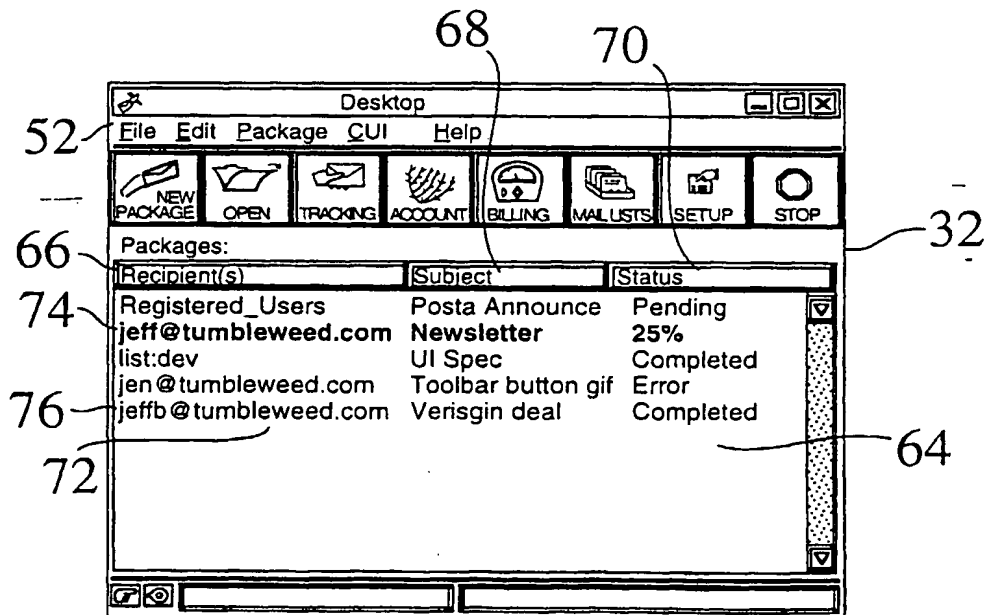 68
70
Desktop
52
File Edit Package CUI Help
NEW PACKAGE OPEN TRACKING ACCOUNT BILLING MAIL LISTS SETUP STOP
32
Packages:
66
Recipient(s) Subject Status
Registered_Users Posta Announce Pending
74
jeff@tumbleweed.com Newsletter 25%
list:dev UI Spec Completed
jen@tumbleweed.com Toolbar button gif Error
76
jeffb@tumbleweed.com Verisgin deal Completed
72
64